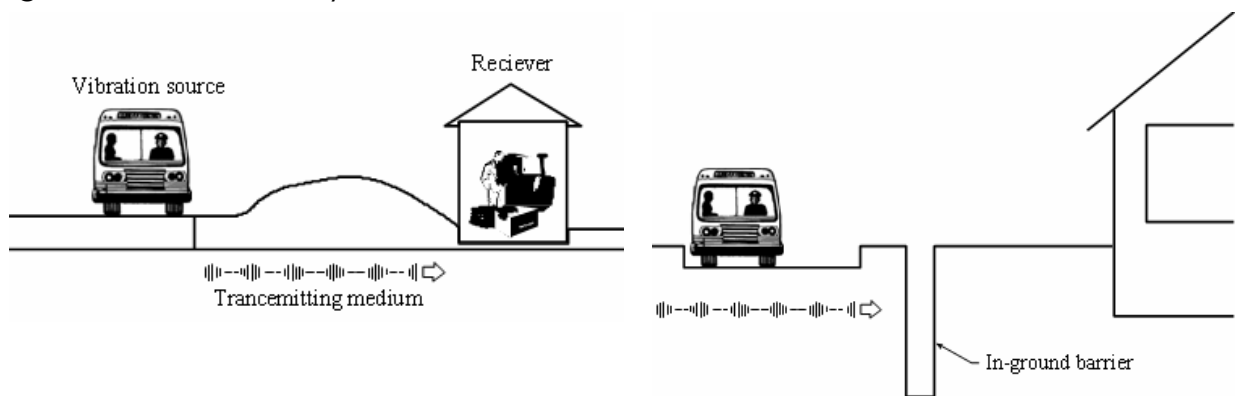 Reciever
Vibration source
Trancemitting medium
In-ground barrier